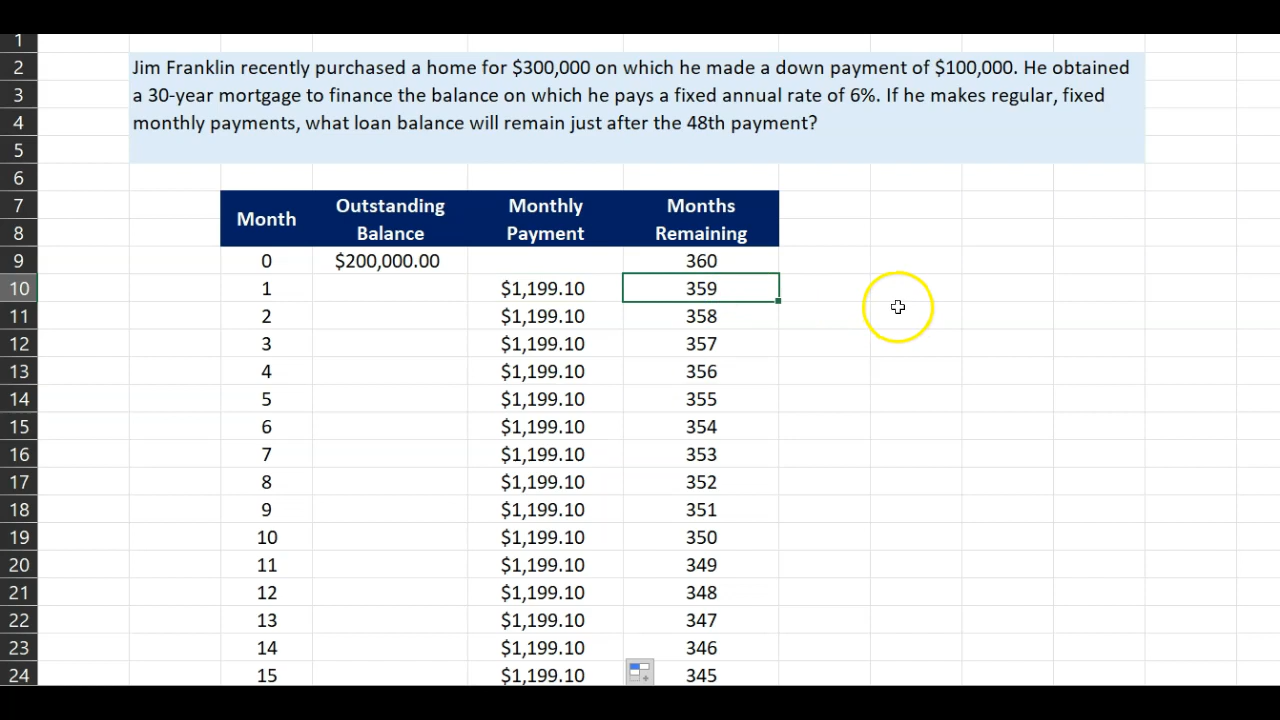 1
2 Jim Franklin recently purchased a home for $300,000 on which he made a down payment of $100,000. He obtained
3 a 30-year mortgage to finance the balance on which he pays a fixed annual rate of 6%. If he makes regular, fixed
4 monthly payments, what loan balance will remain just after the 48th payment?
5
6
7 Month Outstanding Monthly Months
8 Balance Payment Remaining
9 0 $200,000.00 360
10 1 $1,199.10 359
11 2 $1,199.10 358
12 3 $1,199.10 357
13 4 $1,199.10 356
14 5 $1,199.10 355
15 6 $1,199.10 354
16 7 $1,199.10 353
17 8 $1,199.10 352
18 9 $1,199.10 351
19 10 $1,199.10 350
20 11 $1,199.10 349
21 12 $1,199.10 348
22 13 $1,199.10 347
23 14 $1,199.10 346
24 15 $1,199.10 345